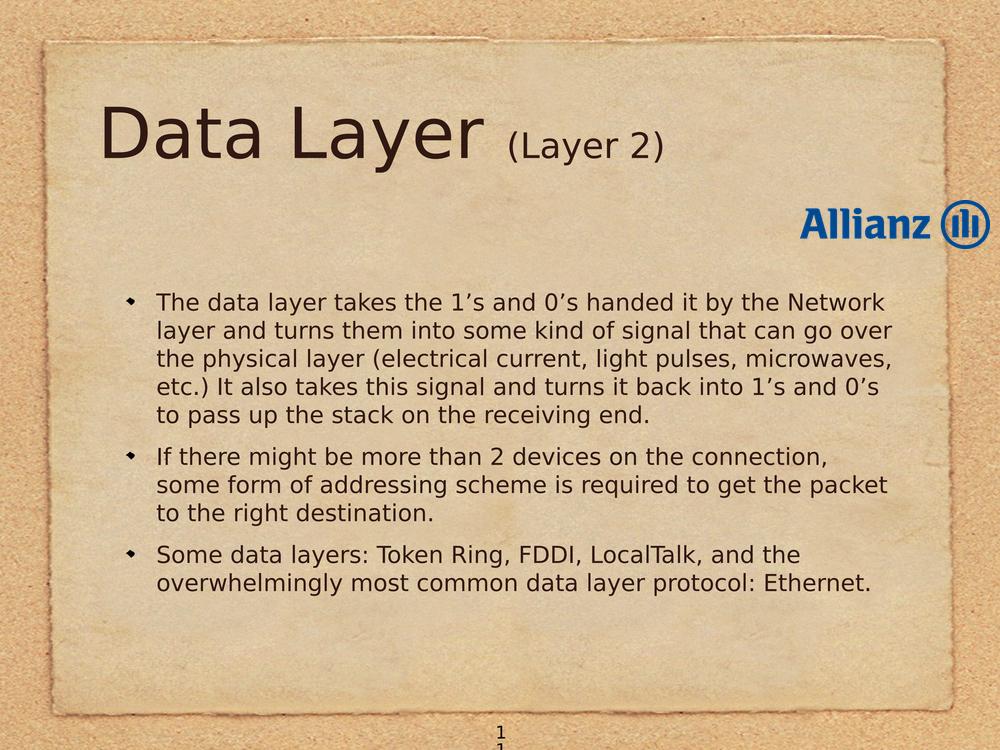 Data Layer (Layer 2)
Allianz
The data layer takes the 1’s and 0’s handed it by the Network
layer and turns them into some kind of signal that can go over
the physical layer (electrical current, light pulses, microwaves,
etc.) It also takes this signal and turns it back into 1’s and 0’s
to pass up the stack on the receiving end.
If there might be more than 2 devices on the connection,
some form of addressing scheme is required to get the packet
to the right destination.
Some data layers: Token Ring, FDDI, LocalTalk, and the
overwhelmingly most common data layer protocol: Ethernet.
1
1